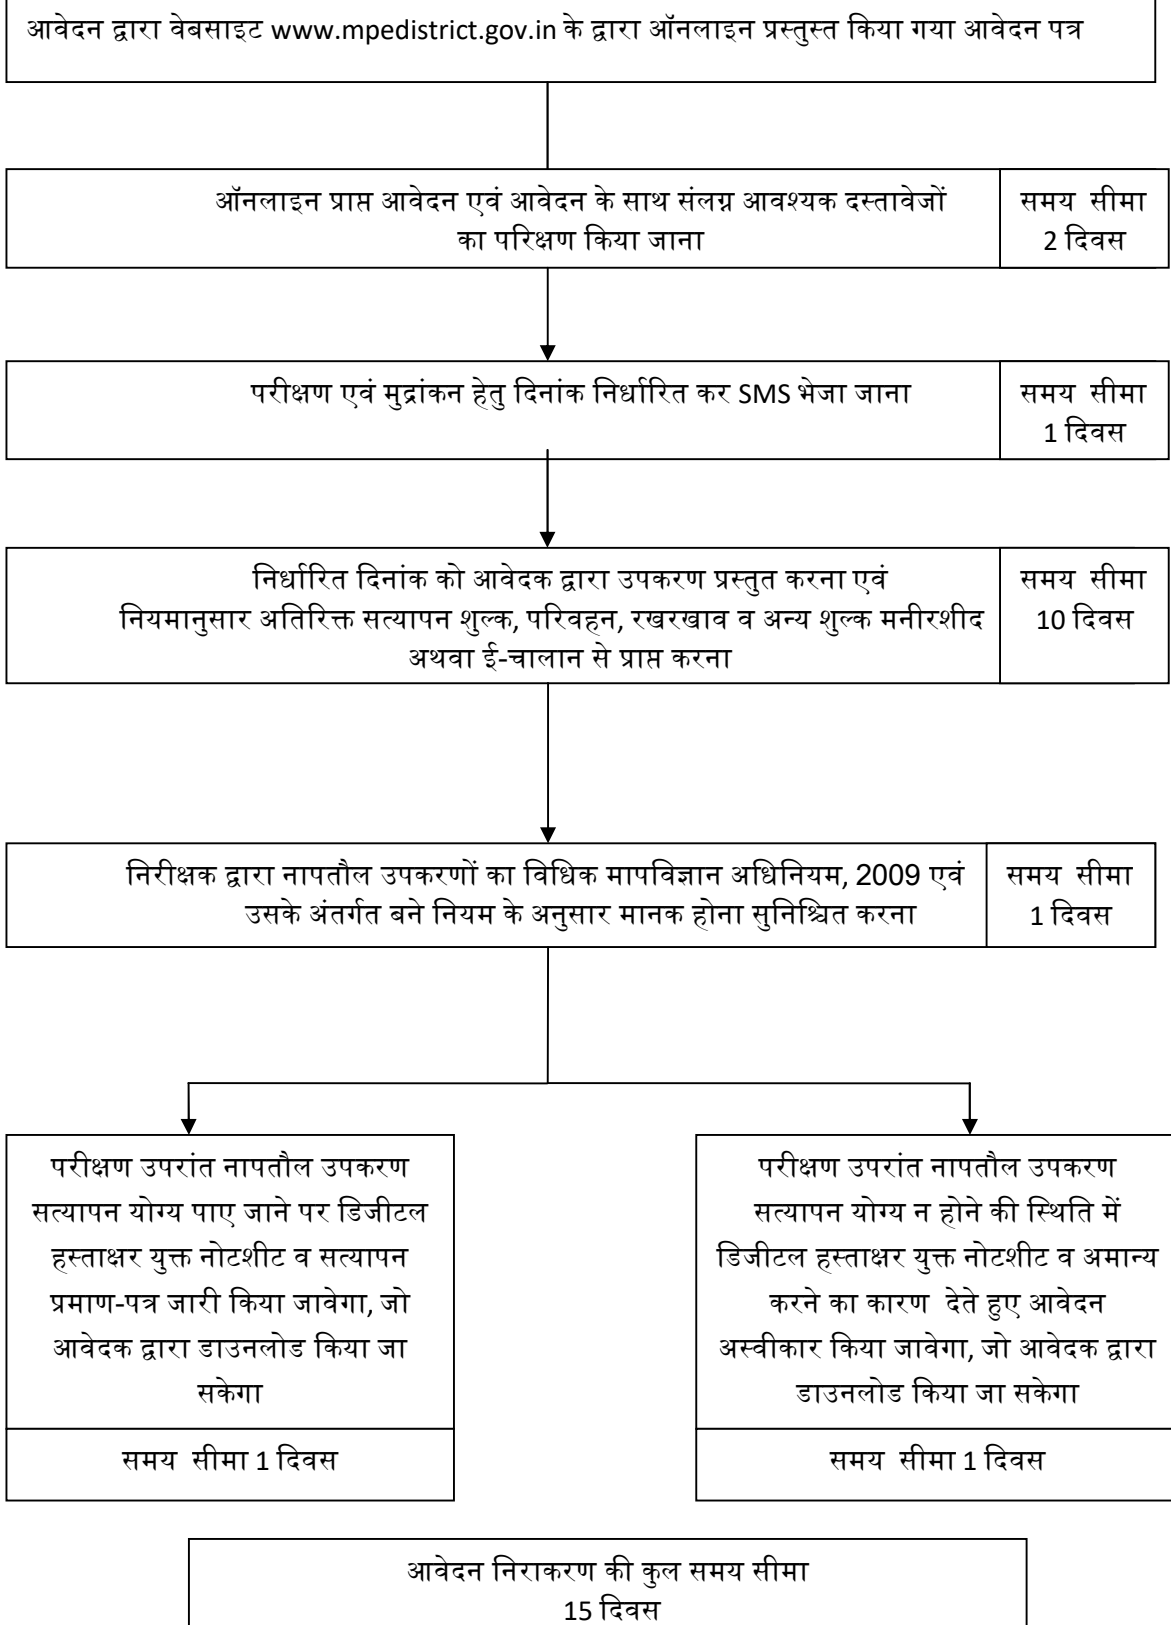 आवेदन द्वारा वेबसाइट www.mpedistrict.gov.in के द्वारा ऑनलाइन प्रस्तुस्त किया गया आवेदन पत्र
ऑनलाइन प्राप्त आवेदन एवं आवेदन के साथ संलग्न आवश्यक दस्तावेजों
का परिक्षण किया जाना
समय सीमा
2 दिवस
परीक्षण एवं मुद्रांकन हेतु दिनांक निर्धारित कर SMS भेजा जाना
समय सीमा
1 दिवस
निर्धारित दिनांक को आवेदक द्वारा उपकरण प्रस्तुत करना एवं
नियमानुसार अतिरिक्त सत्यापन शुल्क, परिवहन, रखरखाव व अन्य शुल्क मनीरशीद
अथवा ई-चालान से प्राप्त करना
समय सीमा
10 दिवस
निरीक्षक द्वारा नापतौल उपकरणों का विधिक मापविज्ञान अधिनियम, 2009 एवं
उसके अंतर्गत बने नियम के अनुसार मानक होना सुनिश्चित करना
समय सीमा
1 दिवस
परीक्षण उपरांत नापतौल उपकरण
सत्यापन योग्य पाए जाने पर डिजीटल
हस्ताक्षर युक्त नोटशीट व सत्यापन
प्रमाण-पत्र जारी किया जावेगा, जो
आवेदक द्वारा डाउनलोड किया जा
सकेगा
समय सीमा 1 दिवस
परीक्षण उपरांत नापतौल उपकरण
सत्यापन योग्य न होने की स्थिति में
डिजीटल हस्ताक्षर युक्त नोटशीट व अमान्य
करने का कारण देते हुए आवेदन
अस्वीकार किया जावेगा, जो आवेदक द्वारा
डाउनलोड किया जा सकेगा
समय सीमा 1 दिवस
आवेदन निराकरण की कुल समय सीमा
15 दिवस